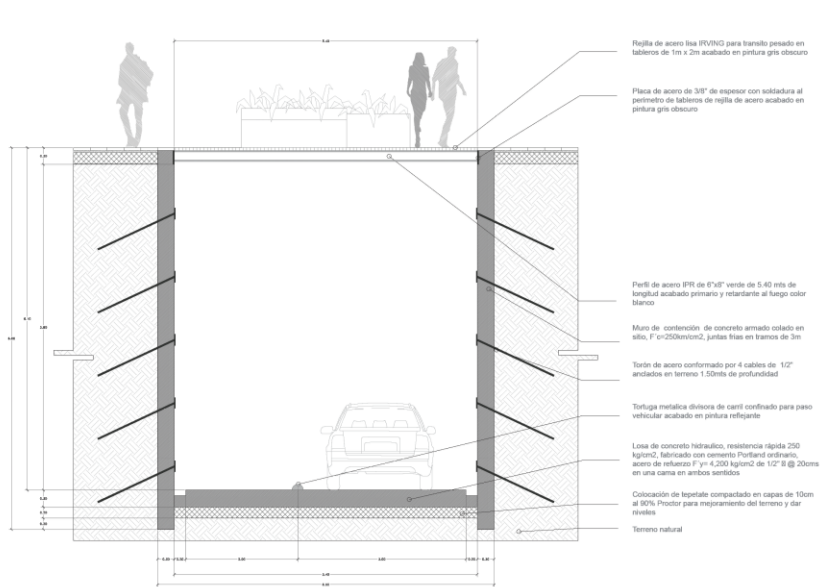 Rejilla de acero lisa IRVING para transito pesado en
tableros de 1m x 2m acabado en pintura gris obscuro
Placa de acero de 3/8" de espesor con soldadura al
perimetro de tableros de rejilla de acero acabado en
pintura gris obscuro
Perfil de acero IPR de 6"x8" verde de 5.40 mts de
longitud acabado primario y retardante al fuego color
blanco
Muro de contención de concreto armado colado en
sitio, F´c=250km/cm2, juntas frias en tramos de 3m
Torón de acero conformado por 4 cables de 1/2"
anclados en terreno 1.50mts de profundidad
Tortuga metalica divisora de carril confinado para paso
vehicular acabado en pintura reflejante
Losa de concreto hidraulico, resistencia rápida 250
kg/cm2, fabricado con cemento Portland ordinario,
acero de refuerzo F´y= 4,200 kg/cm2 de 1/2" @ 20cms
en una cama en ambos sentidos
Colocación de tepetate compactado en capas de 10cm
al 90% Proctor para mejoramiento del terreno y dar
niveles
Terreno natural